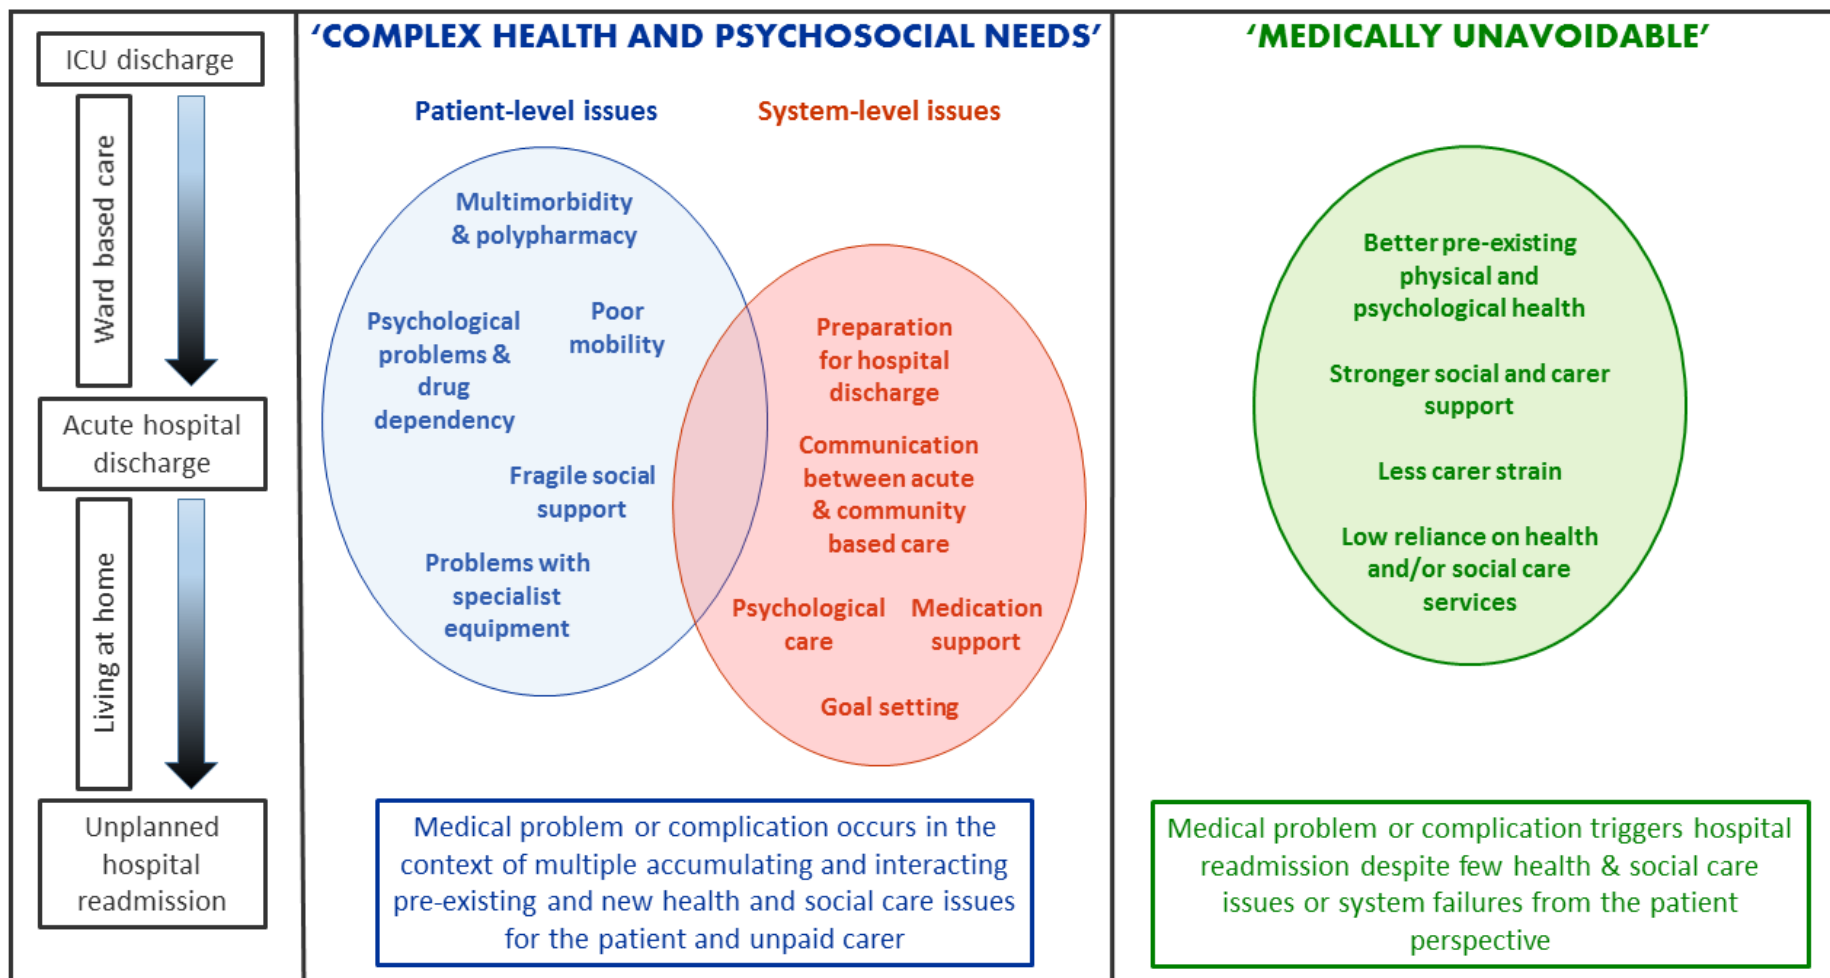 ICU discharge
Ward based care
Acute hospital
discharge
Living at home
Unplanned
hospital
readmission
‘COMPLEX HEALTH AND PSYCHOSOCIAL NEEDS’
Patient-level issues
Multimorbidity
& polypharmacy
Psychological
problems &
drug
dependency
Poor
mobility
Fragile social
support
Problems with
specialist
equipment
System-level issues
Preparation
for hospital
discharge
Communication
between acute
& community
based care
Psychological
care
Medication
support
Goal setting
Medical problem or complication occurs in the
context of multiple accumulating and interacting
pre-existing and new health and social care issues
for the patient and unpaid carer
‘MEDICALLY UNAVOIDABLE’
Better pre-existing
physical and
psychological health
Stronger social and carer
support
Less carer strain
Low reliance on health
and/or social care
services
Medical problem or complication triggers hospital
readmission despite few health & social care
issues or system failures from the patient
perspective